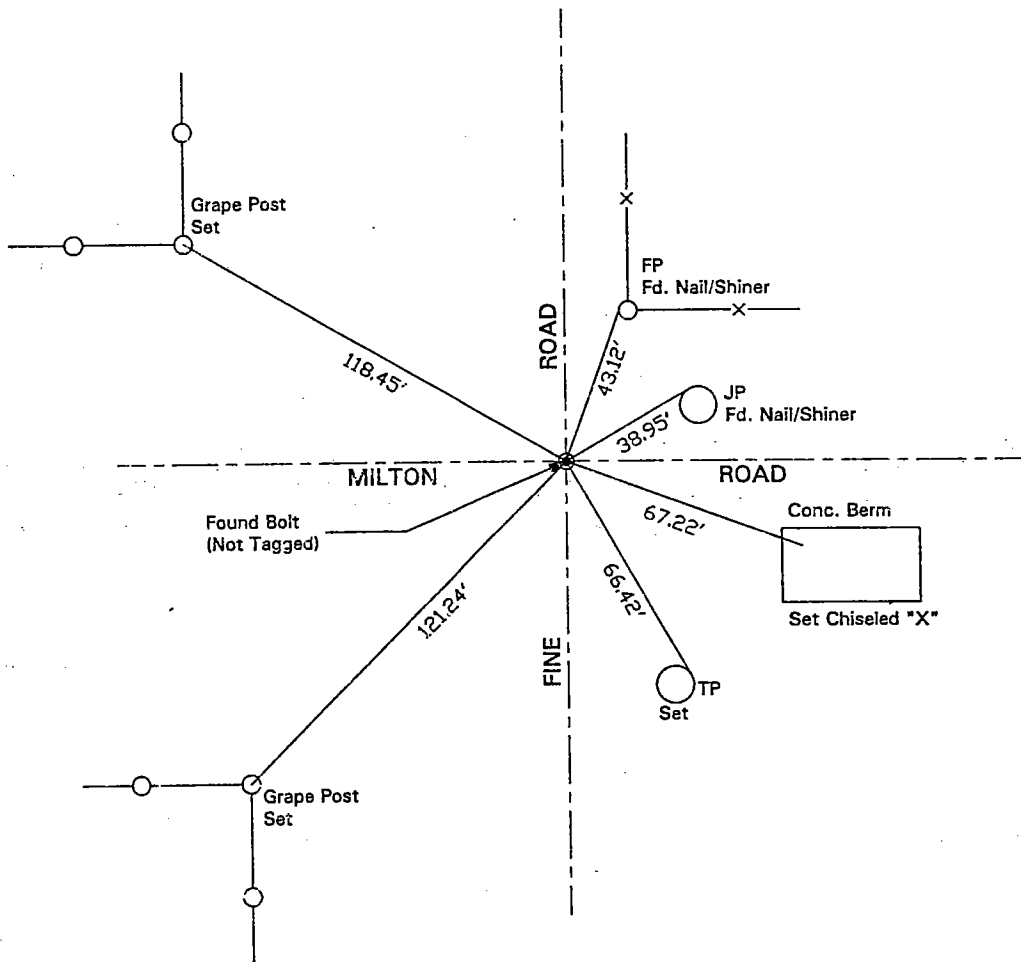 Grape Post
Set
FP
Fd. Nail/Shiner
ROAD
118.45'
43.12'
JP
Fd. Nail/Shiner
38.95'
MILTON
ROAD
Conc. Berm
67.22'
Found Bolt
(Not Tagged)
66.42'
121.24'
Set Chiseled "X"
FINE
TP
Set
Grape Post
Set
X
X